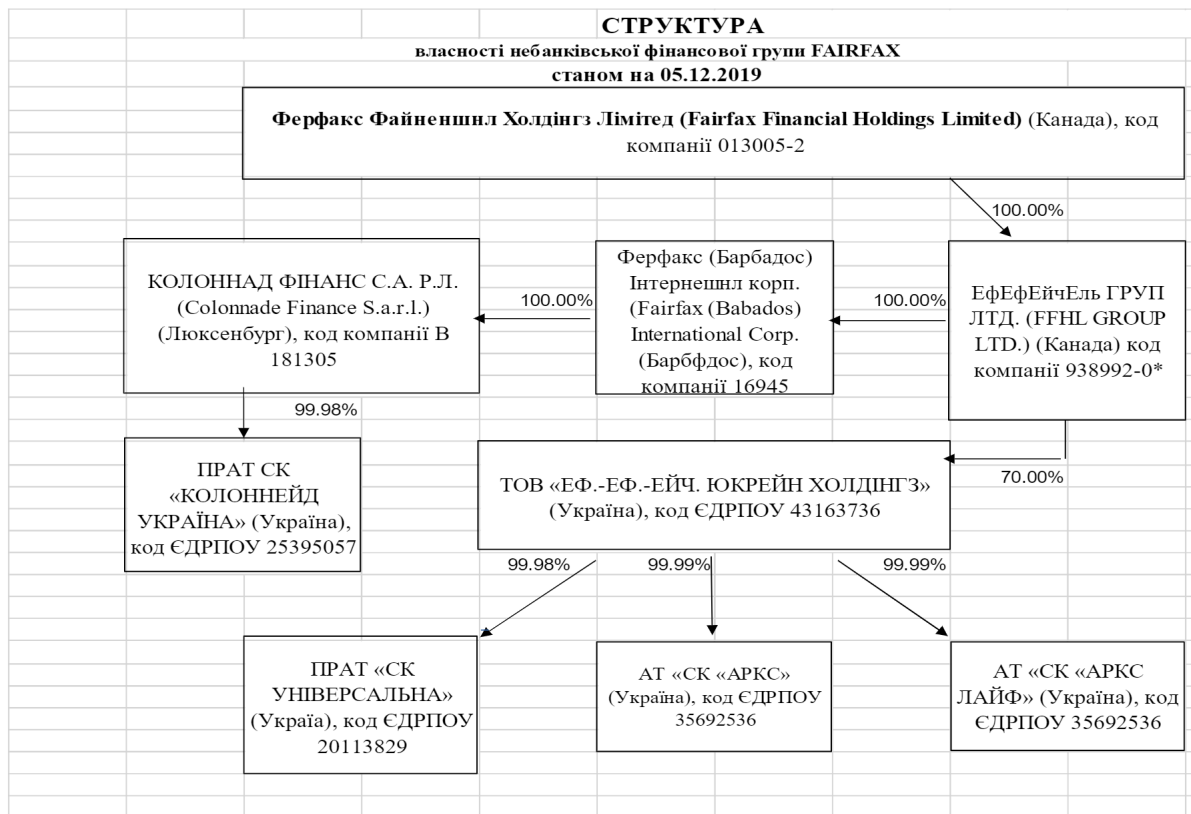 СТРУКТУРА
власності небанківської фінансової групи FAIRFAX
станом на 05.12.2019
Ферфакс Файненшнл Холдінгз Лімітед (Fairfax Financial Holdings Limited) (Канада), код
компанії 013005-2
100.00%
КОЛОННАД ФІНАНС С.А. Р.Л.
(Colonnade Finance S.a.r.l.)
(Люксенбург), код компанії В
181305
100.00%
Ферфакс (Барбадос)
Інтернешнл корп.
(Fairfax (Babados)
International Corp.
(Барбфдос), код
компанії 16945
100.00%
ЕфЕфЕйчЕль ГРУП
ЛТД. (FFHL GROUP
LTD.) (Канада) код
компанії 938992-0*
99.98%
70.00%
ПРАТ СК
«КОЛОННЕЙД
УКРАЇНА» (Україна),
код ЄДРПОУ 25395057
ТОВ «ЕФ.-ЕФ.-ЕЙЧ. ЮКРЕЙН ХОЛДІНГЗ»
(Україна), код ЄДРПОУ 43163736
99.98%
99.99%
99.99%
ПРАТ «СК
УНІВЕРСАЛЬНА»
(Україа), код ЄДРПОУ
20113829
АТ «СК «АРКС»
(Україна), код ЄДРПОУ
35692536
АТ «СК «АРКС
ЛАЙФ» (Україна), код
ЄДРПОУ 35692536